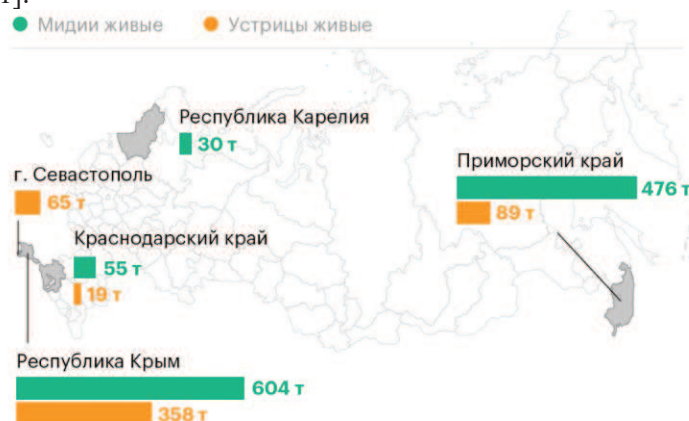 Мидии живые Устрицы живые
Республика Карелия
30 т
г. Севастополь
65 т
Краснодарский край
55 т
19 т
Приморский край
476 т
89 т
Республика Крым
604 т
358 т